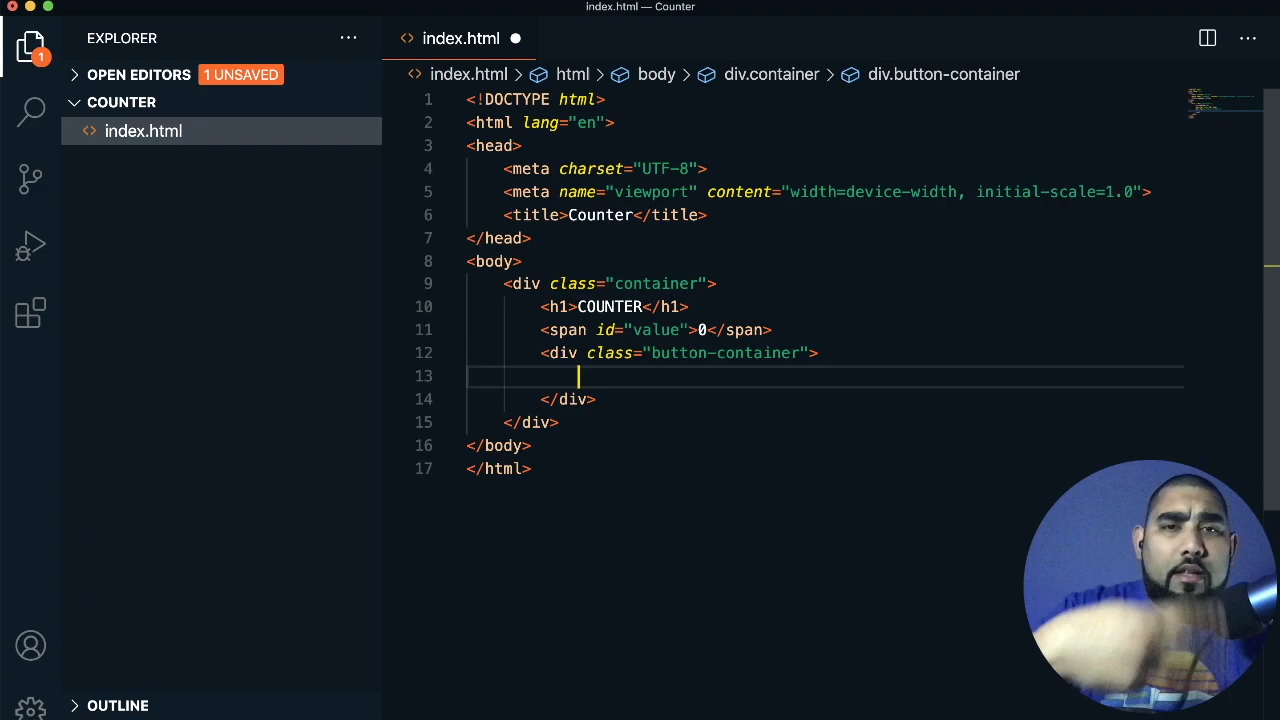 index.html — Counter
1
EXPLORER
OPEN EDITORS 1 UNSAVED
COUNTER
index.html
OUTLINE
index.html
index.html > html > body > div.container > div.button-container
1 <!DOCTYPE html>
2 <html lang="en">
3 <head>
4 <meta charset="UTF-8">
5 <meta name="viewport" content="width=device-width, initial-scale=1.0">
6 <title>Counter</title>
7 </head>
8 <body>
9 <div class="container">
10 <h1>COUNTER</h1>
11 <span id="value">0</span>
12 <div class="button-container">
13
14 </div>
15 </div>
16 </body>
17 </html>